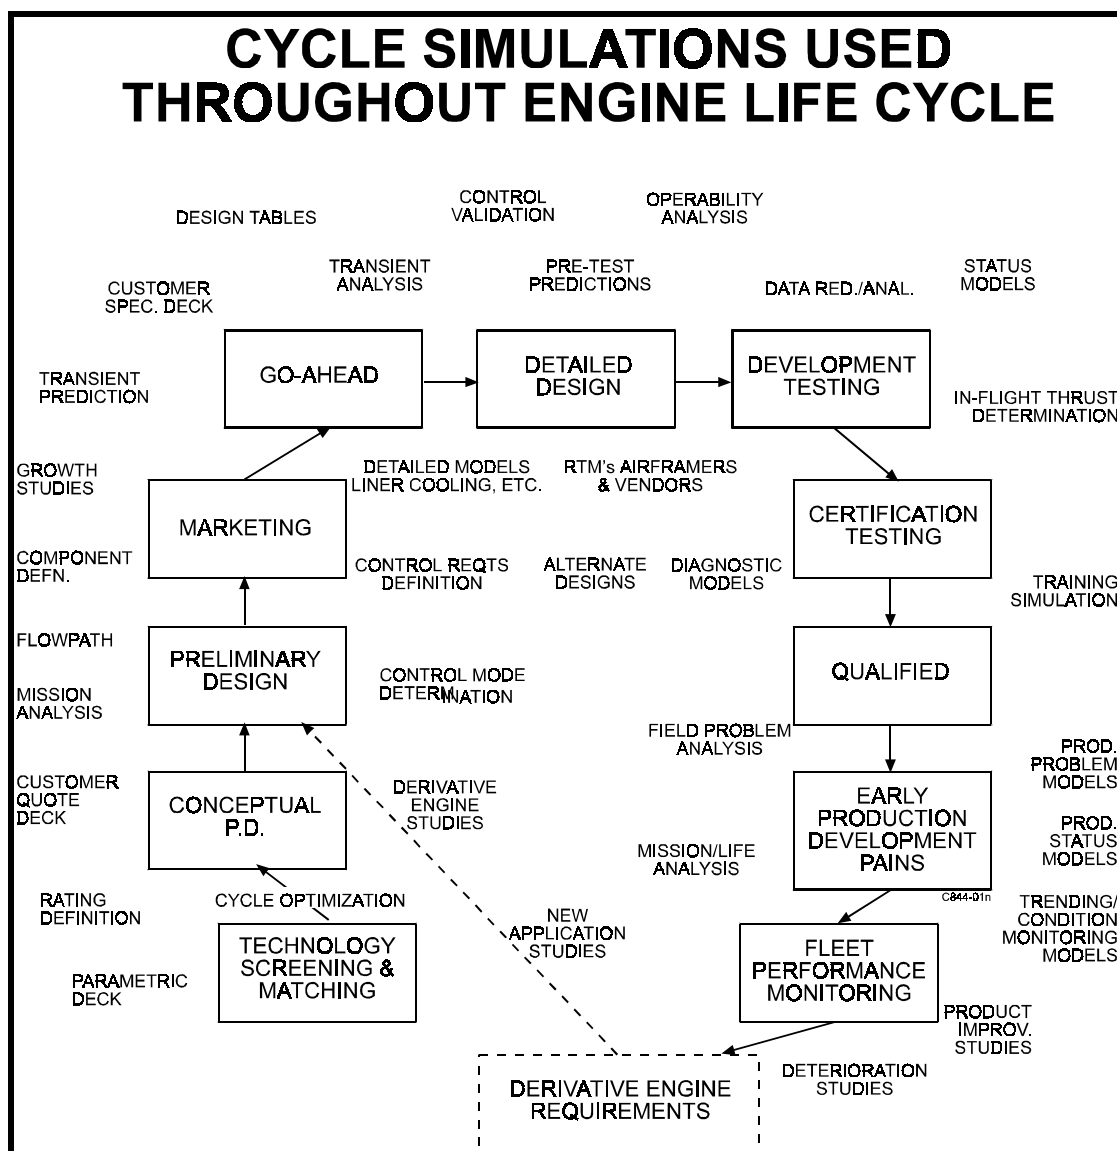 CYCLE SIMULATIONS USED
THROUGHOUT ENGINE LIFE CYCLE
DESIGN TABLES
CONTROL
VALIDATION
OPERABILITY
ANALYSIS
CUSTOMER
SPEC. DECK
TRANSIENT
ANALYSIS
PRE-TEST
PREDICTIONS
DATA RED./ANAL.
STATUS
MODELS
TRANSIENT
PREDICTION
GO-AHEAD
DETAILED
DESIGN
DEVELOPMENT
TESTING
IN-FLIGHT THRUST
DETERMINATION
GROWTH
STUDIES
MARKETING
DETAILED MODELS
LINER COOLING, ETC.
RTM's AIRFRAMERS
& VENDORS
CERTIFICATION
TESTING
COMPONENT
DEFN.
CONTROL REQTS
DEFINITION
ALTERNATE
DESIGNS
DIAGNOSTIC
MODELS
TRAINING
SIMULATION
FLOWPATH
PRELIMINARY
DESIGN
CONTROL MODE
DETERMINATION
QUALIFIED
MISSION
ANALYSIS
FIELD PROBLEM
ANALYSIS
PROD.
PROBLEM
MODELS
CUSTOMER
QUOTE
DECK
CONCEPTUAL
P.D.
DERIVATIVE
ENGINE
STUDIES
EARLY
PRODUCTION
DEVELOPMENT
PAINS
PROD.
STATUS
MODELS
MISSION/LIFE
ANALYSIS
C844-01n
RATING
DEFINITION
CYCLE OPTIMIZATION
NEW
APPLICATION
STUDIES
TRENDING/
CONDITION
MONITORING
MODELS
PARAMETRIC
DECK
TECHNOLOGY
SCREENING &
MATCHING
FLEET
PERFORMANCE
MONITORING
PRODUCT
IMPROV.
STUDIES
DERIVATIVE ENGINE
REQUIREMENTS
DETERIORATION
STUDIES